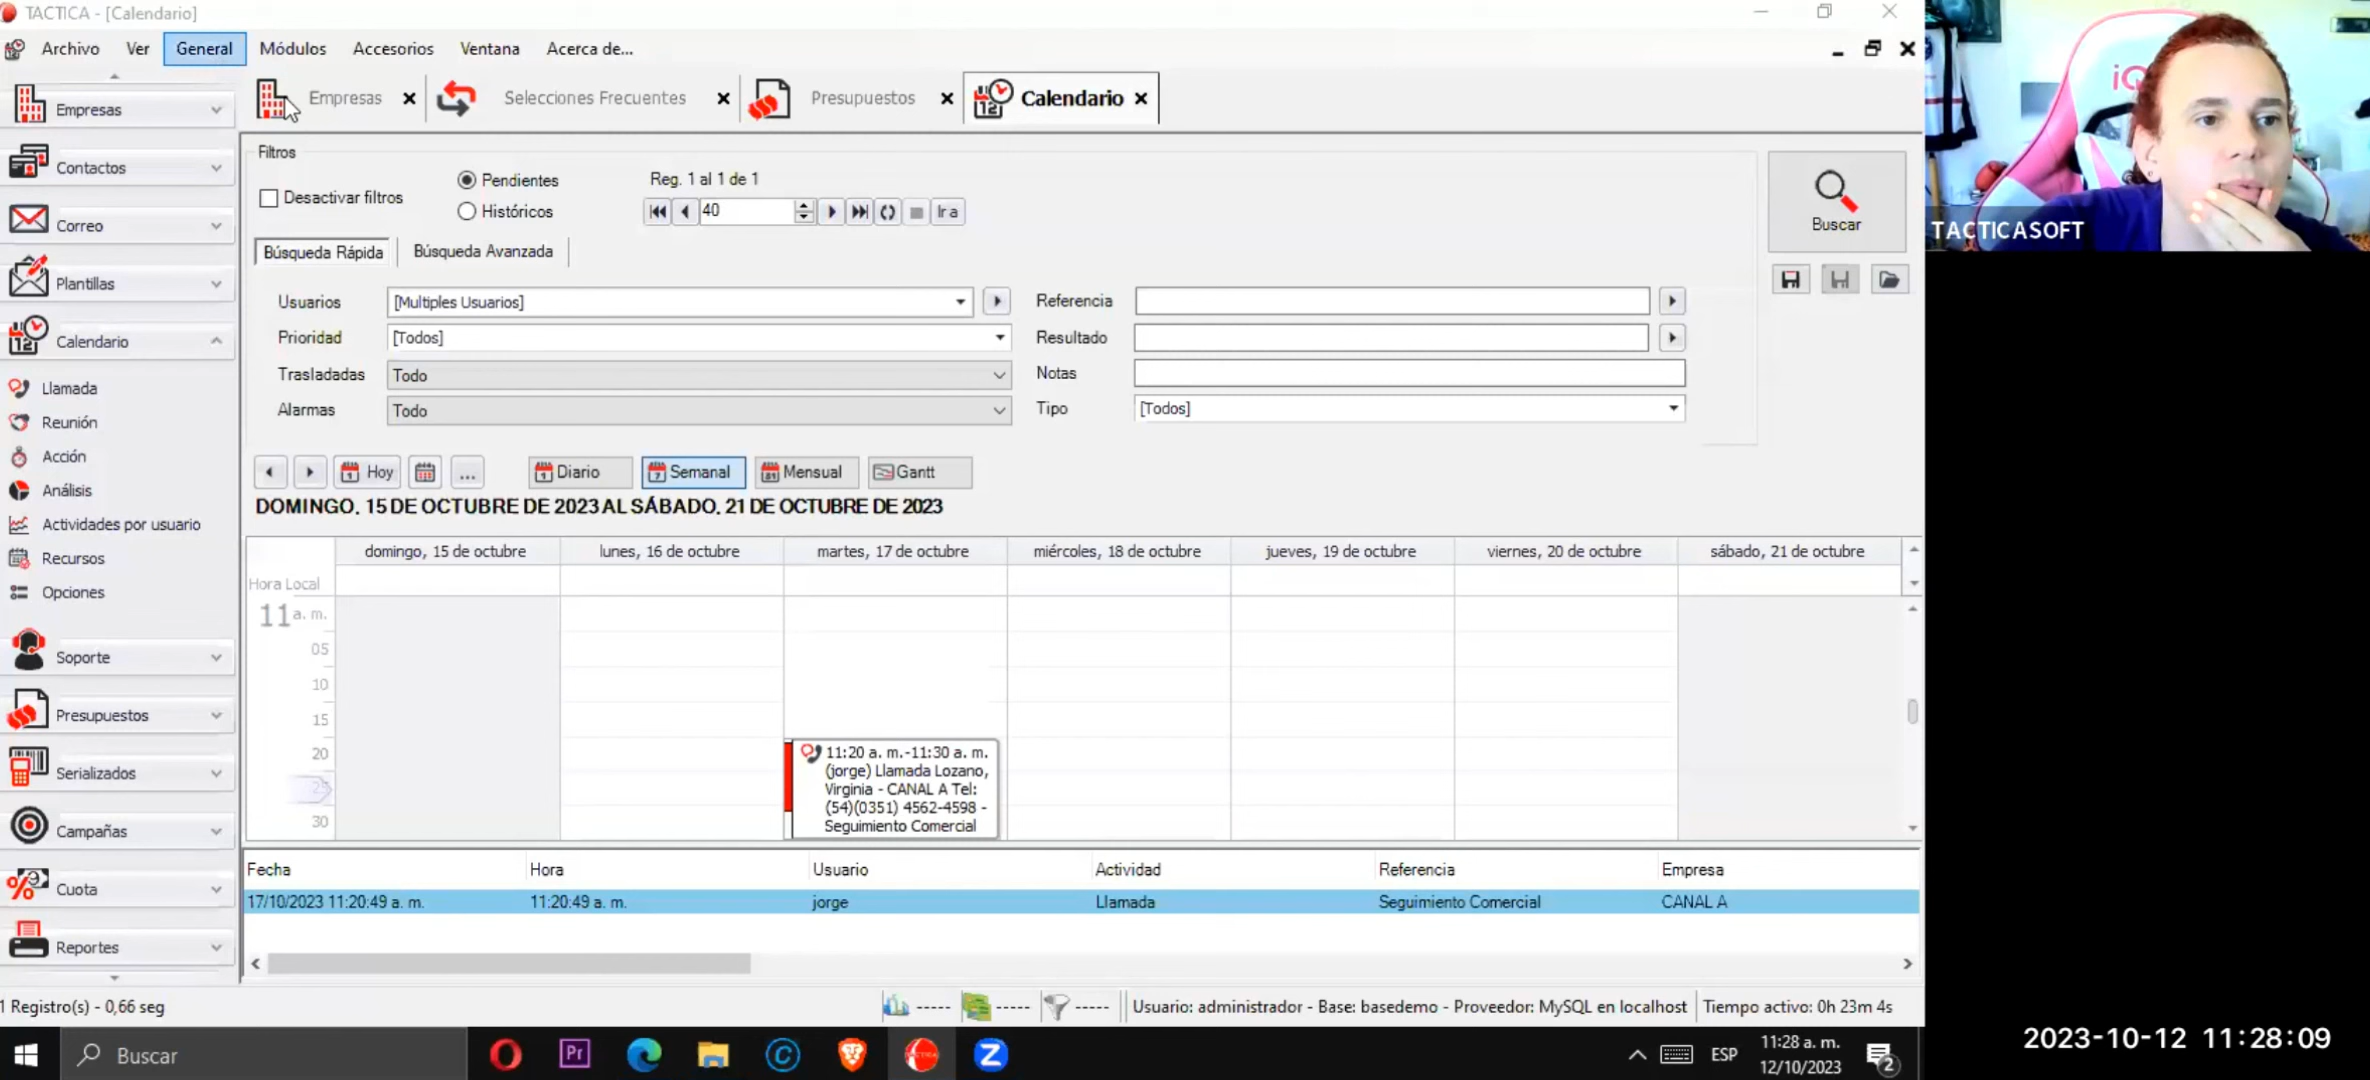 TACTICA - [Calendario]
Archivo Ver General Módulos Accesorios Ventana Acerca de...
Empresas Selecciones Frecuentes Presupuestos Calendario
Empresas
Contactos
Correo
Plantillas
Calendario
Llamada
Reunión
Acción
Análisis
Actividades por usuario
Recursos
Opciones
Soporte
Presupuestos
Serializados
Campañas
Cuota
Reportes
Filtros
Desactivar filtros
Pendientes
Históricos
Reg. 1 al 1 de 1
40
Ir a
Buscar
Búsqueda Rápida Búsqueda Avanzada
Usuarios [Multiples Usuarios]
Prioridad [Todos]
Trasladadas Todo
Alarmas Todo
Referencia
Resultado
Notas
Tipo [Todos]
Hoy ... Diario Semanal Mensual Gantt
DOMINGO, 15 DE OCTUBRE DE 2023 AL SÁBADO, 21 DE OCTUBRE DE 2023
domingo, 15 de octubre lunes, 16 de octubre martes, 17 de octubre miércoles, 18 de octubre jueves, 19 de octubre viernes, 20 de octubre sábado, 21 de octubre
Hora Local
11 a. m.
05
10
15
20
25
30
11:20 a. m.-11:30 a. m.
(jorge) Llamada Lozano,
Virginia - CANAL A Tel:
(54)(0351) 4562-4598 -
Seguimiento Comercial
Fecha Hora Usuario Actividad Referencia Empresa
17/10/2023 11:20:49 a. m. 11:20:49 a. m. jorge Llamada Seguimiento Comercial CANAL A
1 Registro(s) - 0,66 seg
----- ----- -----
Usuario: administrador - Base: basedemo - Proveedor: MySQL en localhost
Tiempo activo: 0h 23m 4s
Buscar
Pr
ESP
11:28 a. m.
12/10/2023
2
iQ
TACTICASOFT
2023-10-12 11:28:09